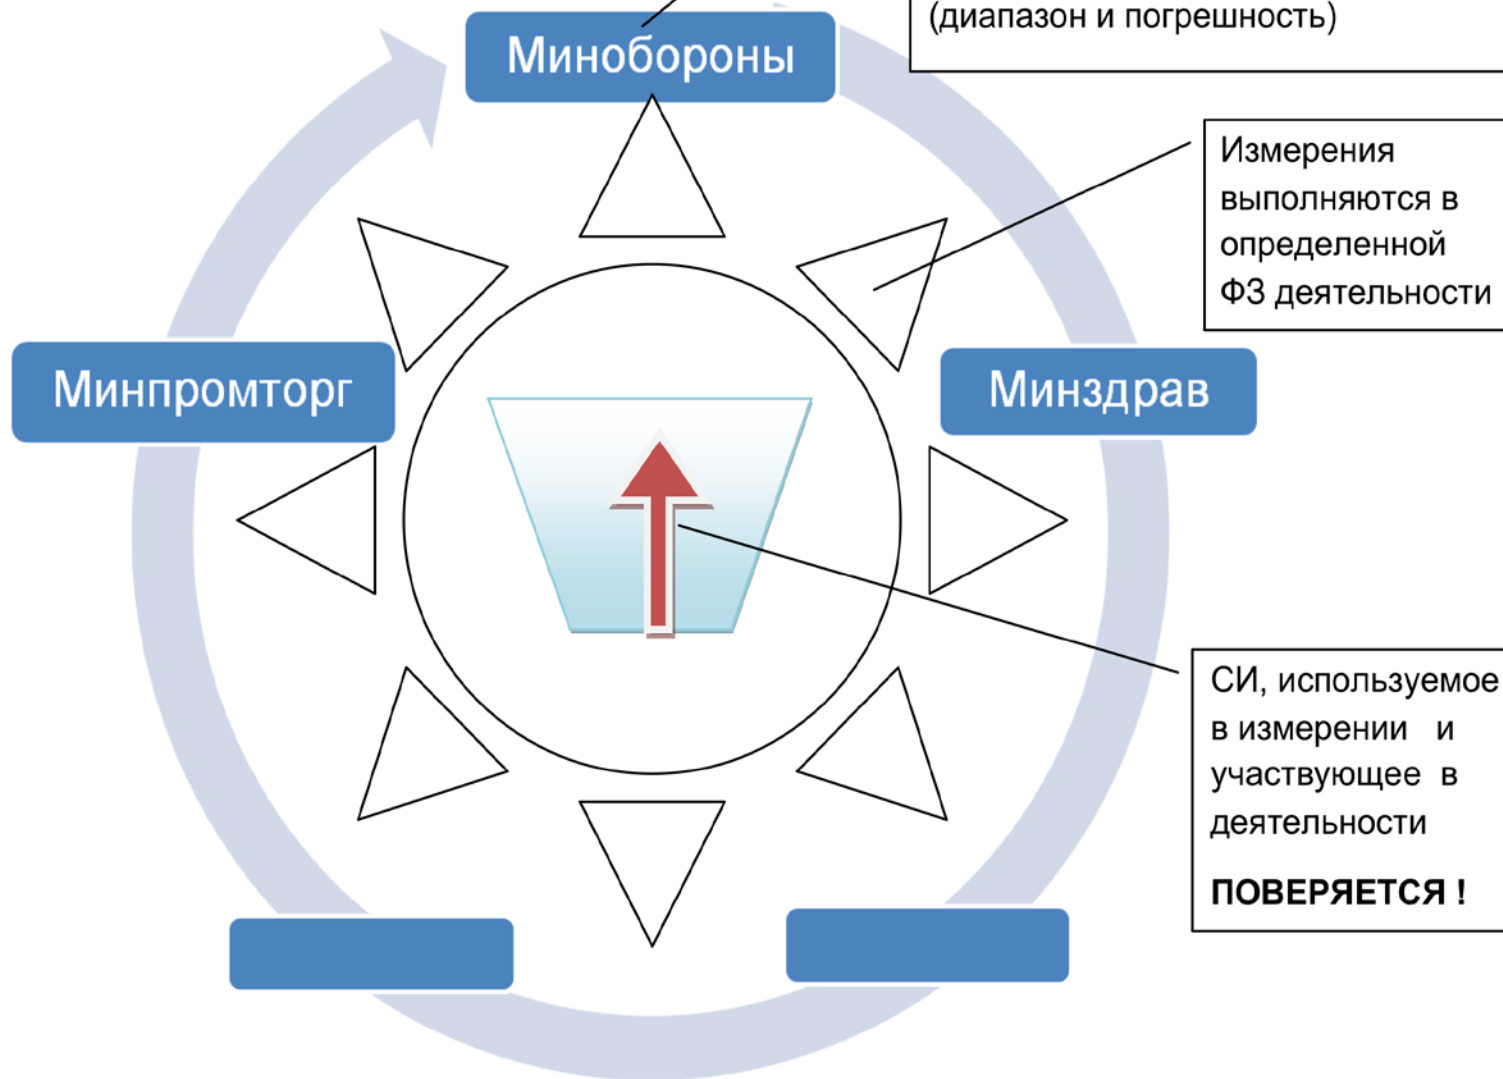 (диапазон и погрешность)
Минобороны
Измерения
выполняются в
определенной
ФЗ деятельности
Минпромторг
Минздрав
СИ, используемое
в измерении и
участвующее в
деятельности
ПОВЕРЯЕТСЯ !